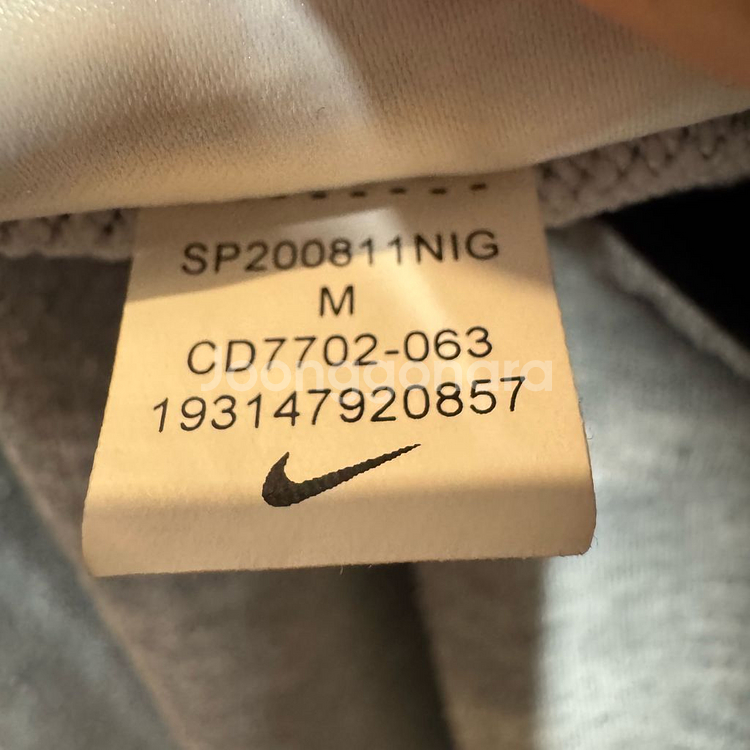 SP200811NIG
M
CD7702-063
Joonggonara
193147920857